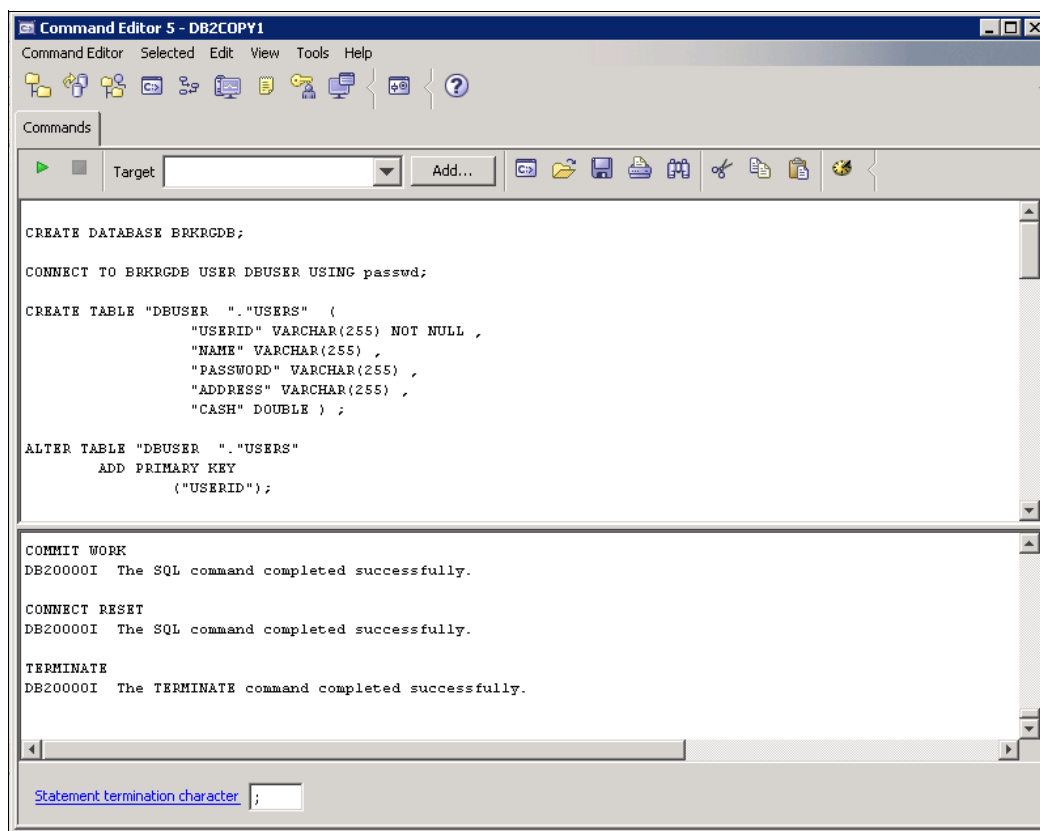 Command Editor 5 - DB2COPY1
Command Editor Selected Edit View Tools Help
Commands
Target Add...
CREATE DATABASE BRKRGDB;
CONNECT TO BRKRGDB USER DBUSER USING passwd;
CREATE TABLE "DBUSER  "."USERS"  (
"USERID" VARCHAR(255) NOT NULL ,
"NAME" VARCHAR(255) ,
"PASSWORD" VARCHAR(255) ,
"ADDRESS" VARCHAR(255) ,
"CASH" DOUBLE ) ;
ALTER TABLE "DBUSER  "."USERS"
ADD PRIMARY KEY
("USERID");
COMMIT WORK
DB20000I  The SQL command completed successfully.
CONNECT RESET
DB20000I  The SQL command completed successfully.
TERMINATE
DB20000I  The TERMINATE command completed successfully.
Statement termination character ;